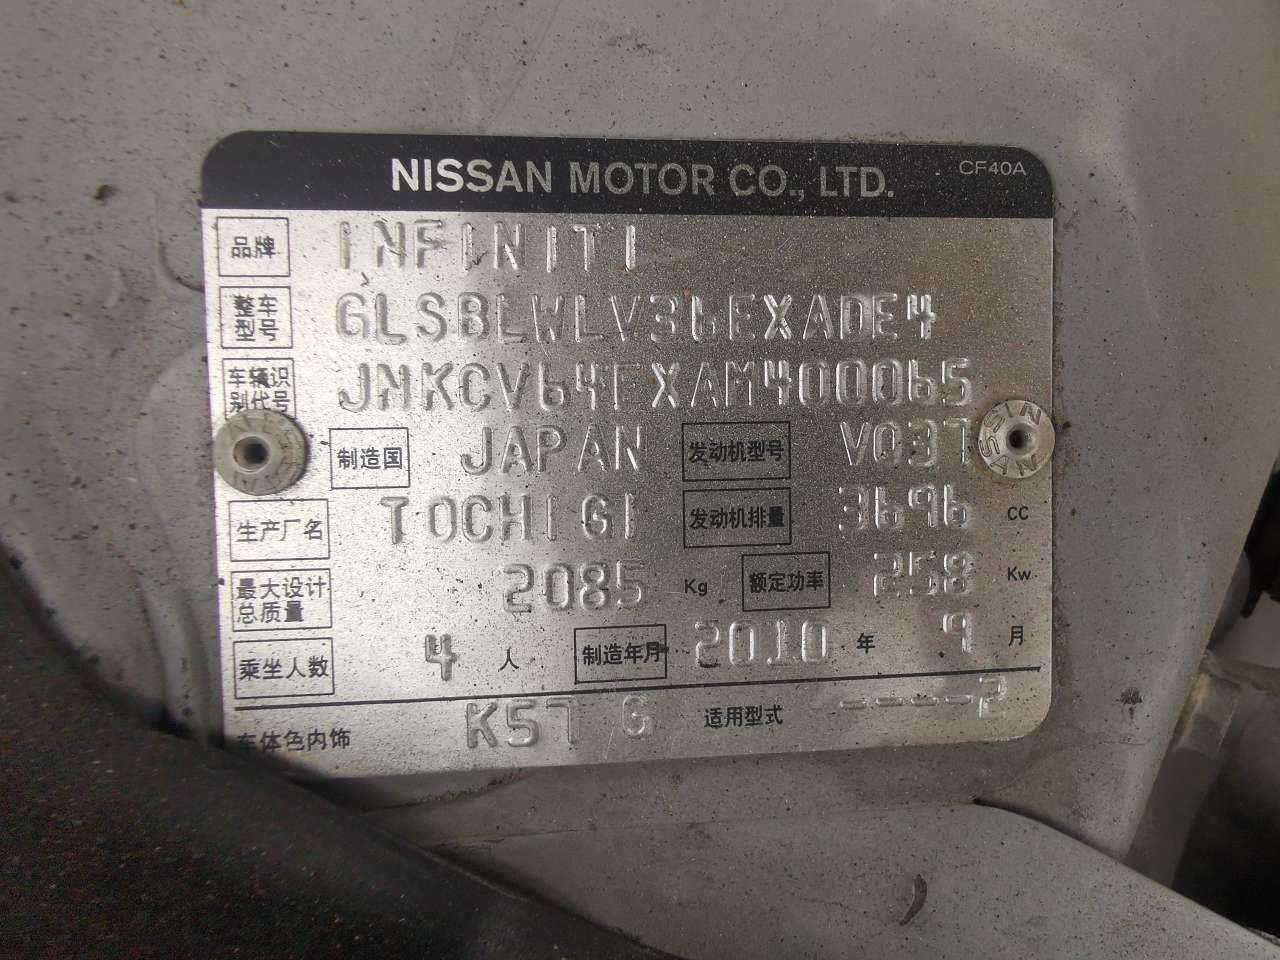 NISSAN MOTOR CO., LTD. CF40A
品牌 INFINITI
整车型号 GLSBLWLV36EXADE4
车辆识别代号 JNKCV64EXAM400065
制造国 JAPAN 发动机型号 VQ37
生产厂名 TOCHIGI 发动机排量 3696 CC
最大设计总质量 2085 Kg 额定功率 258 Kw
乘坐人数 4 人 制造年月 2010 年 9 月
车体色内饰 K57 G 适用型式 -----2
NISSAN
NISSAN